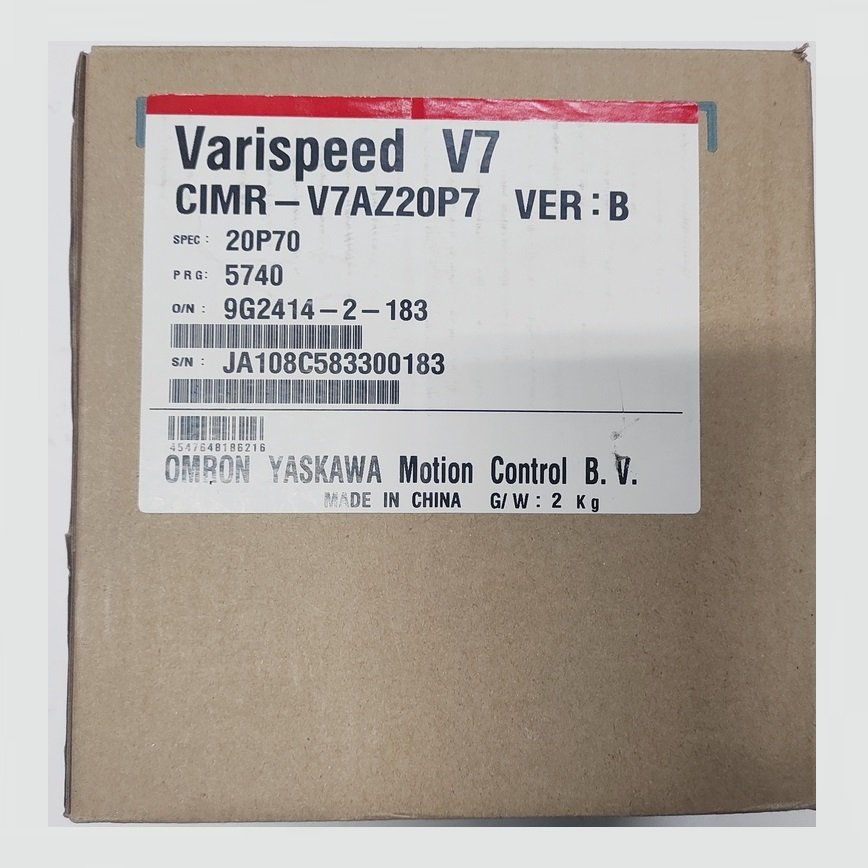 Varispeed V7
CIMR-V7AZ20P7 VER:B
SPEC: 20P70
PRG: 5740
O/N: 9G2414-2-183
S/N: JA108C583300183
4547648186216
OMRON YASKAWA Motion Control B.V.
MADE IN CHINA G/W: 2 Kg